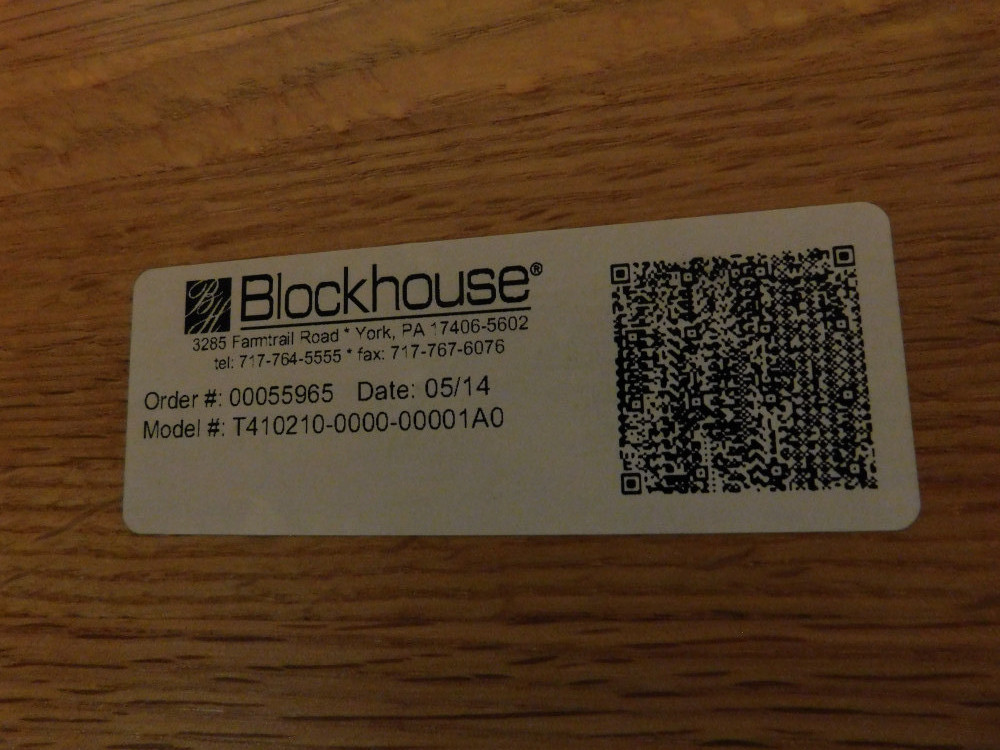 BH Blockhouse®
3285 Farmtrail Road * York, PA 17406-5602
tel: 717-764-5555 * fax: 717-767-6076
Order #: 00055965 Date: 05/14
Model #: T410210-0000-00001A0